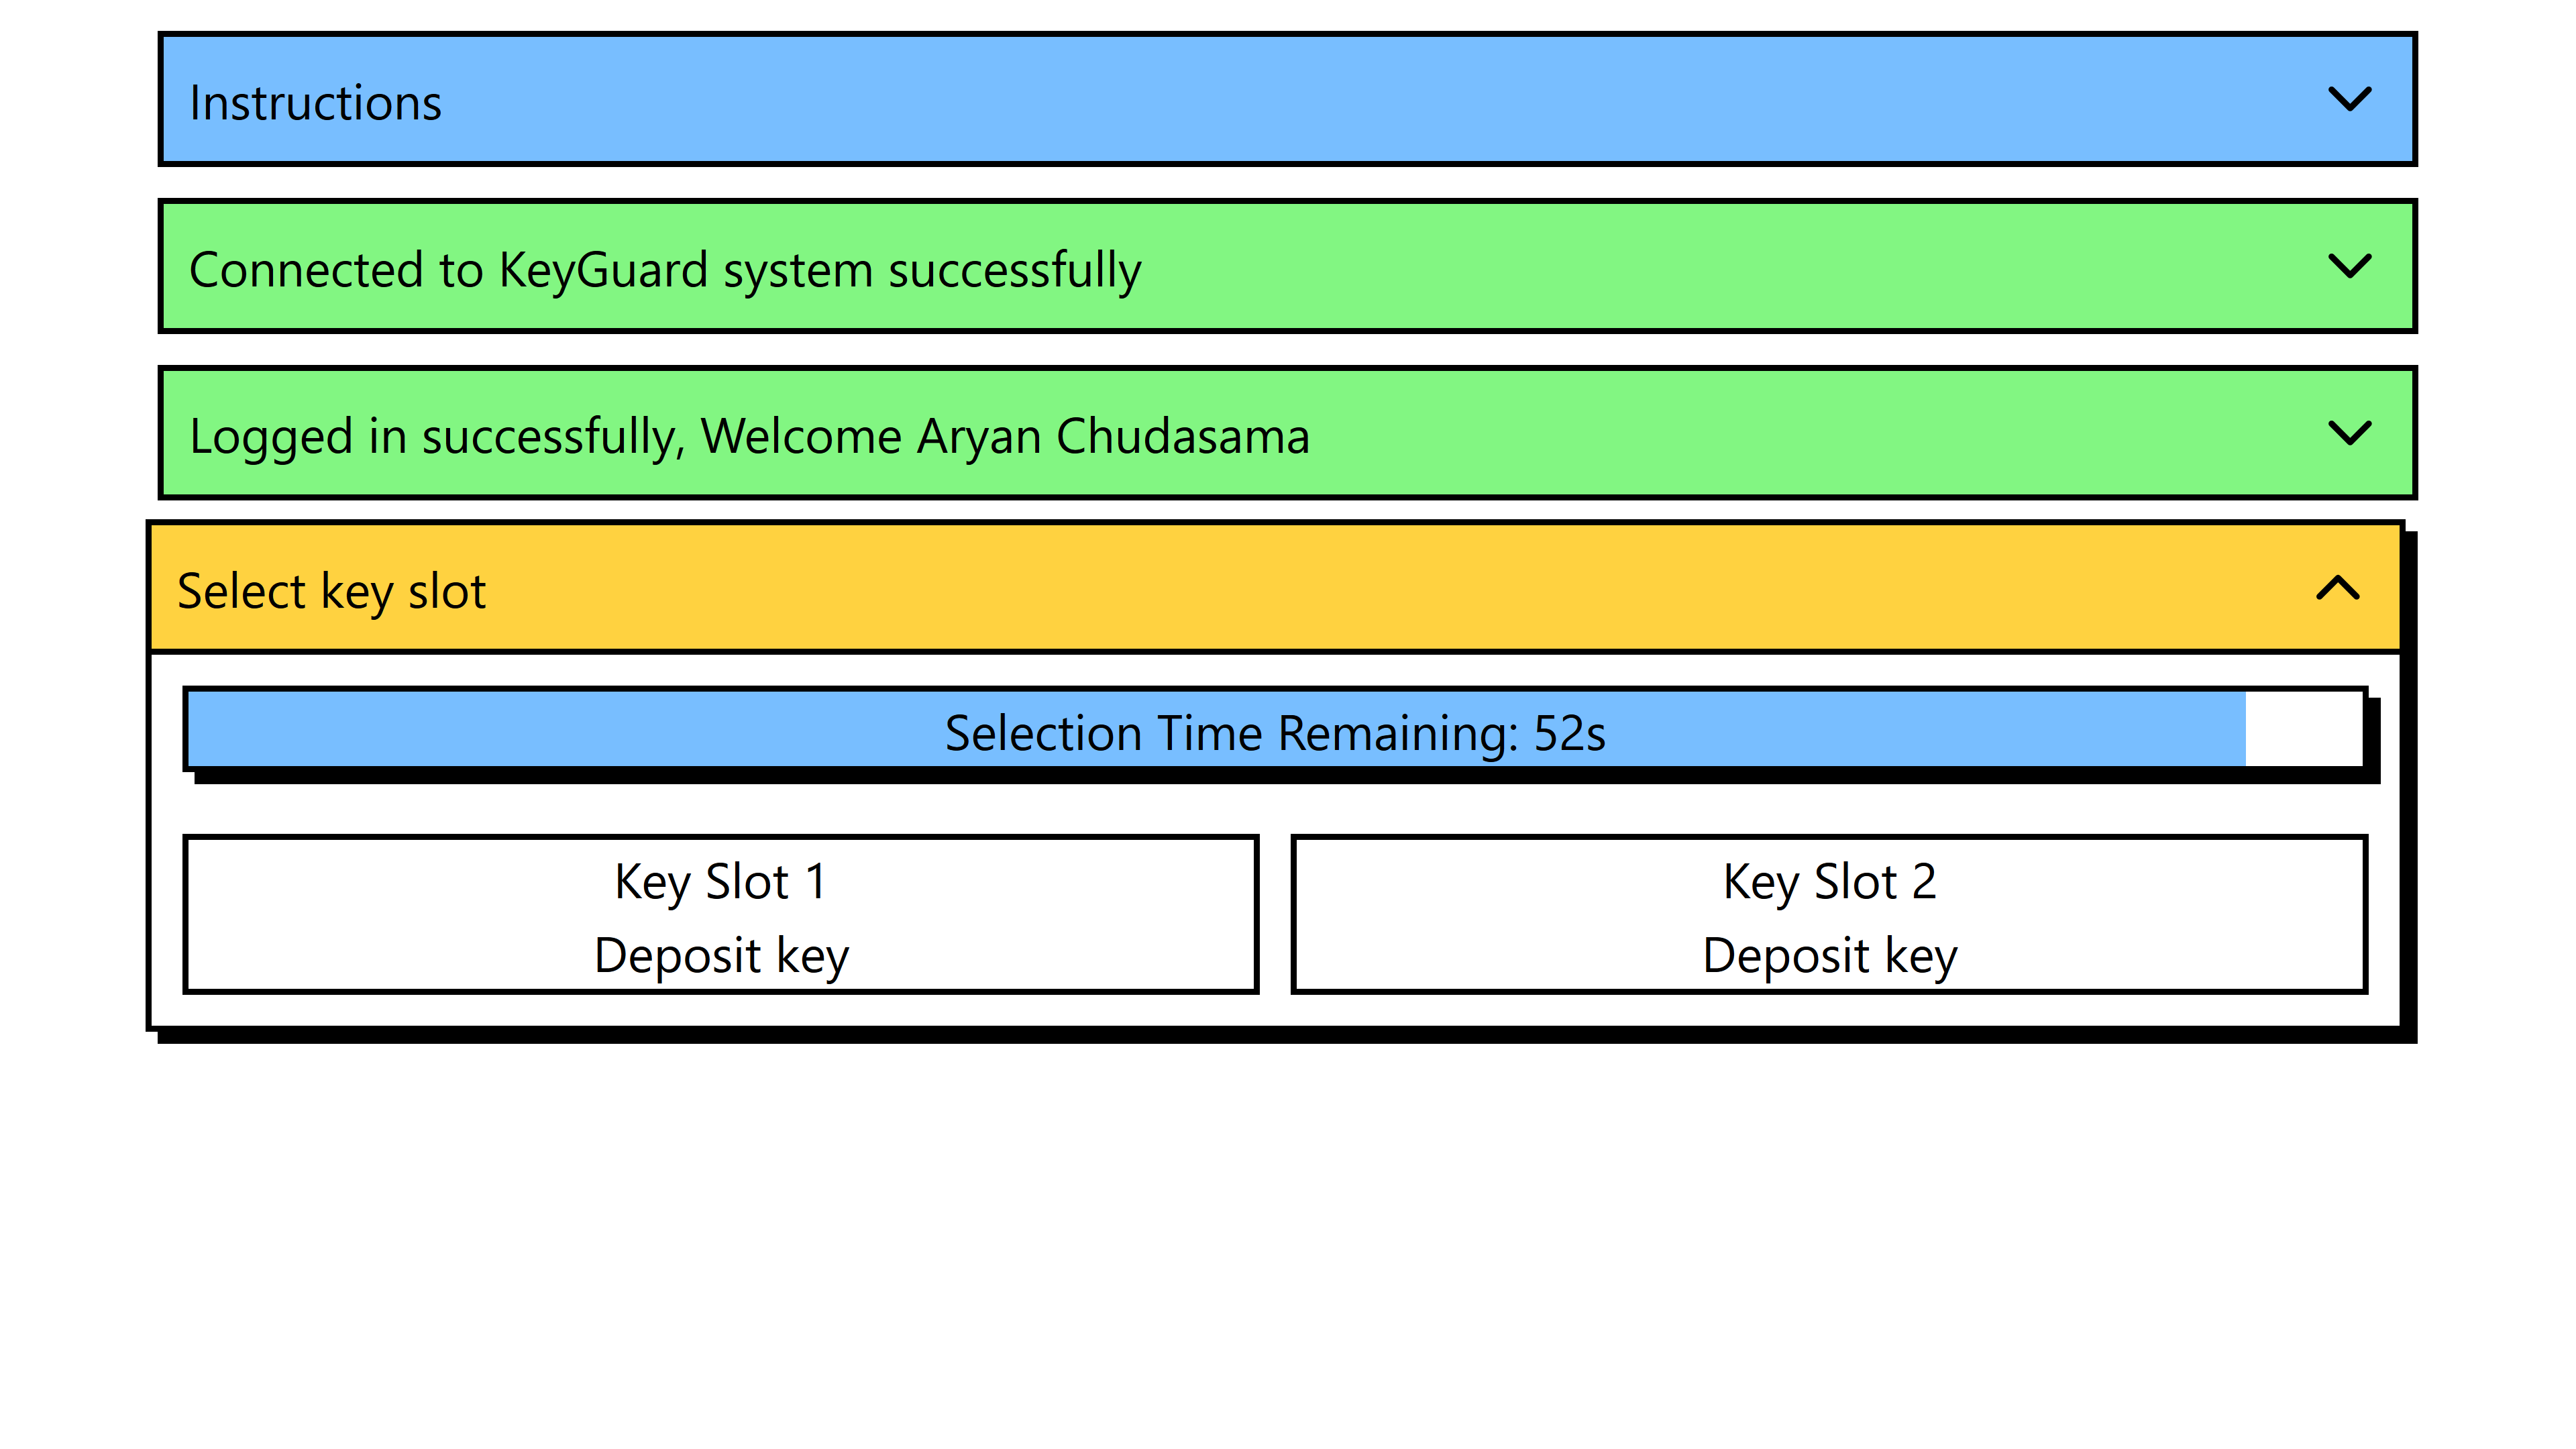 Instructions
Connected to KeyGuard system successfully
Logged in successfully, Welcome Aryan Chudasama
Select key slot
Selection Time Remaining: 52s
Key Slot 1
Deposit key
Key Slot 2
Deposit key